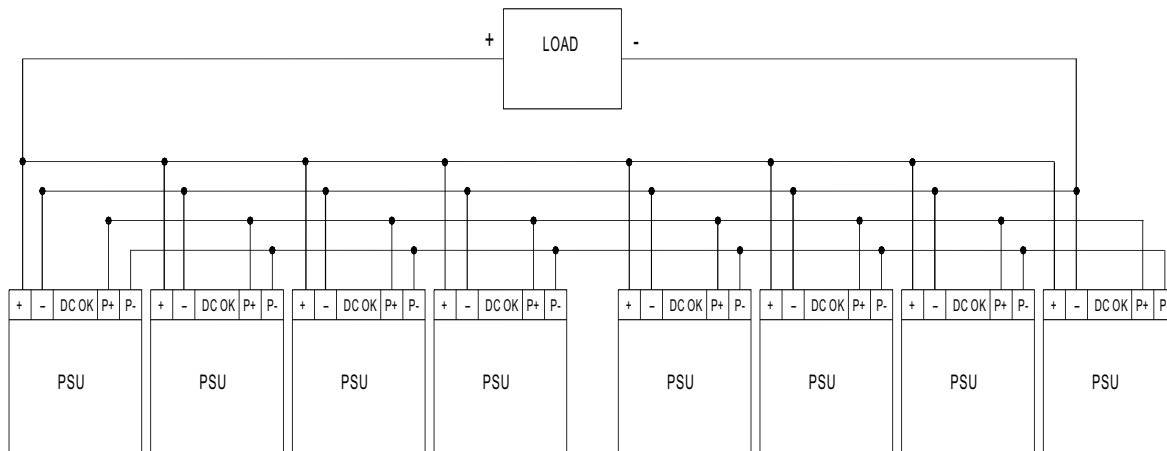 + LOAD -
+ – DC OK P+ P- + – DC OK P+ P- + – DC OK P+ P- + – DC OK P+ P- + – DC OK P+ P- + – DC OK P+ P- + – DC OK P+ P- + – DC OK P+ P-
PSU PSU PSU PSU PSU PSU PSU PSU